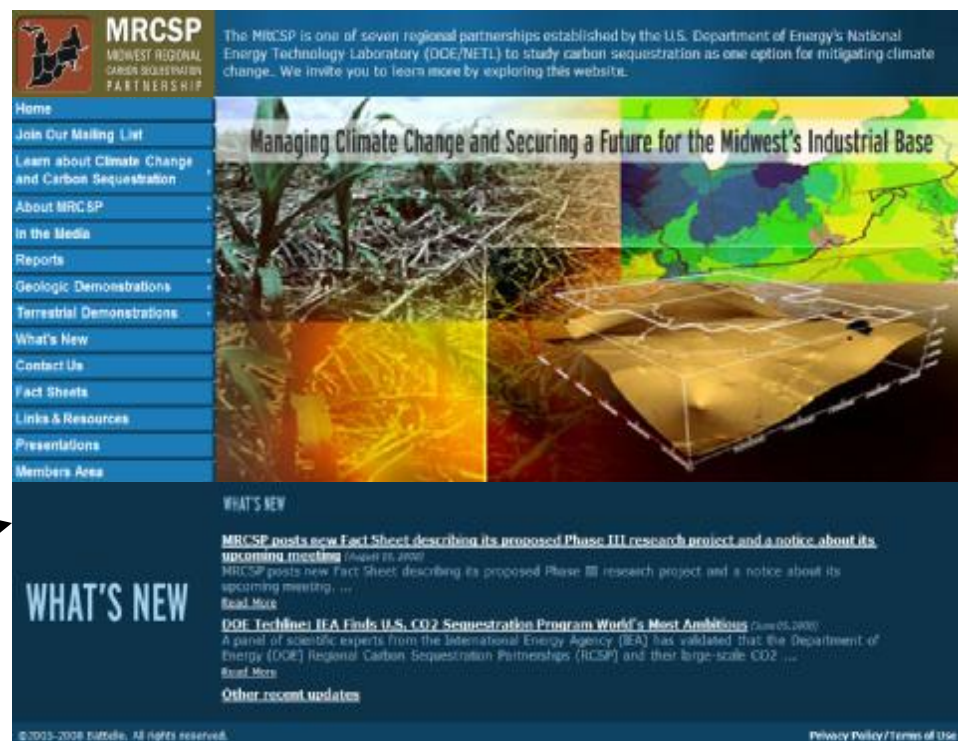 MRCSP
MIDWEST REGIONAL
CARBON SEQUESTRATION
PARTNERSHIP
The MRCSP is one of seven regional partnerships established by the U.S. Department of Energy's National
Energy Technology Laboratory (DOE/NETL) to study carbon sequestration as one option for mitigating climate
change. We invite you to learn more by exploring this website.
Home
Join Our Mailing List
Learn about Climate Change
and Carbon Sequestration
About MRCSP
In the Media
Reports
Geologic Demonstrations
Terrestrial Demonstrations
What's New
Contact Us
Fact Sheets
Links & Resources
Presentations
Members Area
Managing Climate Change and Securing a Future for the Midwest's Industrial Base
WHAT'S NEW
WHAT'S NEW
MRCSP posts new Fact Sheet describing its proposed Phase III research project and a notice about its
upcoming meeting
MRCSP posts new Fact Sheet describing its proposed Phase III research project and a notice about its
upcoming meeting. ...
Read More
DOE Techline: IEA Finds U.S. CO2 Sequestration Program World's Most Ambitious
A panel of scientific experts from the International Energy Agency (IEA) has validated that the Department of
Energy (DOE) Regional Carbon Sequestration Partnerships (RCSP) and their large-scale CO2 ...
Read More
Other recent updates
©2005-2008 Battelle. All rights reserved.
Privacy Policy/Terms of Use